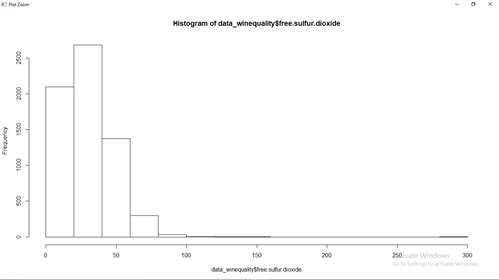 Plot Zoom
Histogram of data_winequality$free.sulfur.dioxide
Frequency
2500
2000
1500
1000
500
0
0 50 100 150 200 250 300
data_winequality$free.sulfur.dioxide
Activate Windows
Go to Settings to activate Windows.